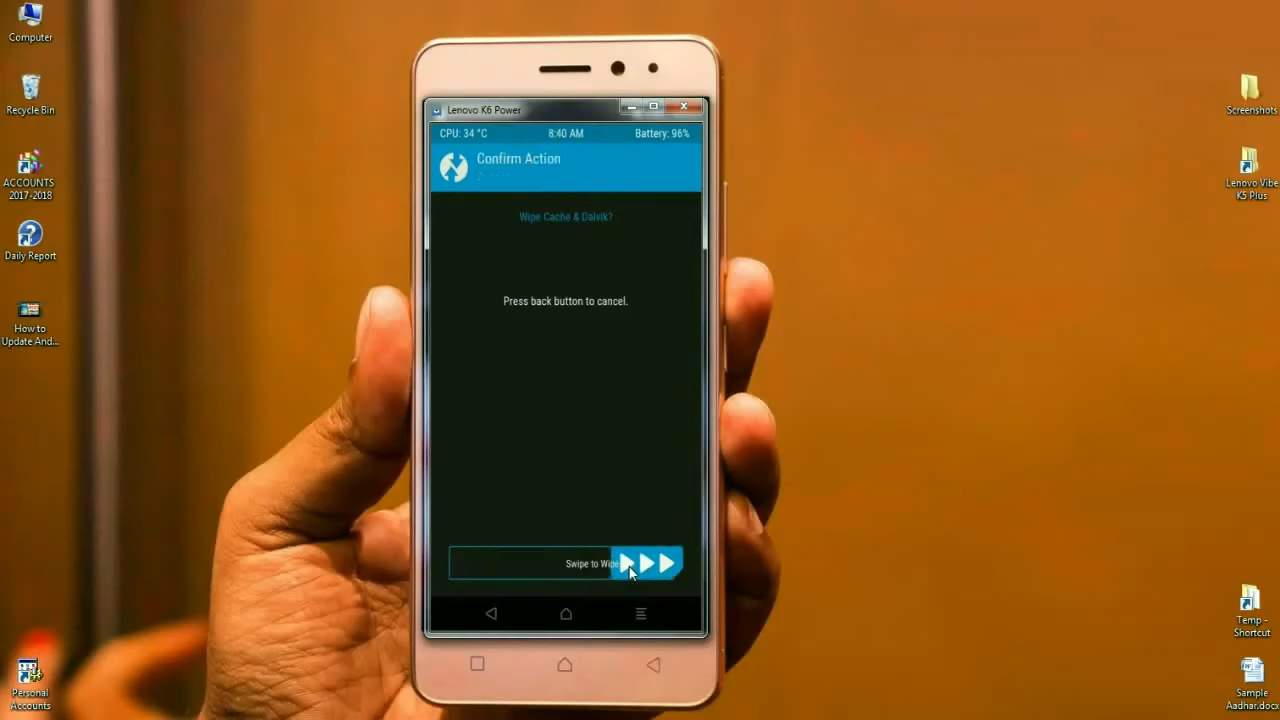 Computer
Recycle Bin
ACCOUNTS
2017-2018
Daily Report
How to
Update And...
Personal
Accounts
Lenovo K6 Power
CPU: 34 °C
8:40 AM
Battery: 96%
Confirm Action
Wipe Cache & Dalvik?
Press back button to cancel.
Swipe to Wipe
Screenshots
Lenovo Vibe
K5 Plus
Temp -
Shortcut
Sample
Aadhar.docx